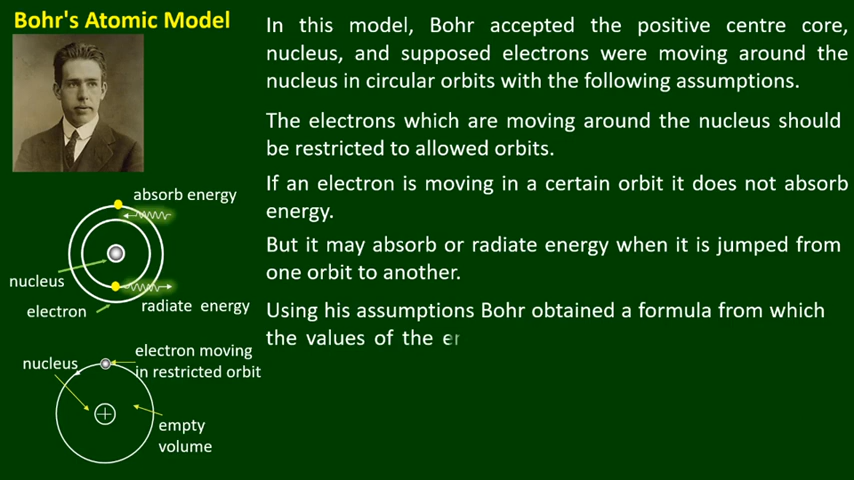 Bohr's Atomic Model
In this model, Bohr accepted the positive centre core,
nucleus, and supposed electrons were moving around the
nucleus in circular orbits with the following assumptions.
The electrons which are moving around the nucleus should
be restricted to allowed orbits.
If an electron is moving in a certain orbit it does not absorb
energy.
But it may absorb or radiate energy when it is jumped from
one orbit to another.
Using his assumptions Bohr obtained a formula from which
the values of the
absorb energy
nucleus
electron
radiate energy
nucleus
electron moving
in restricted orbit
empty
volume